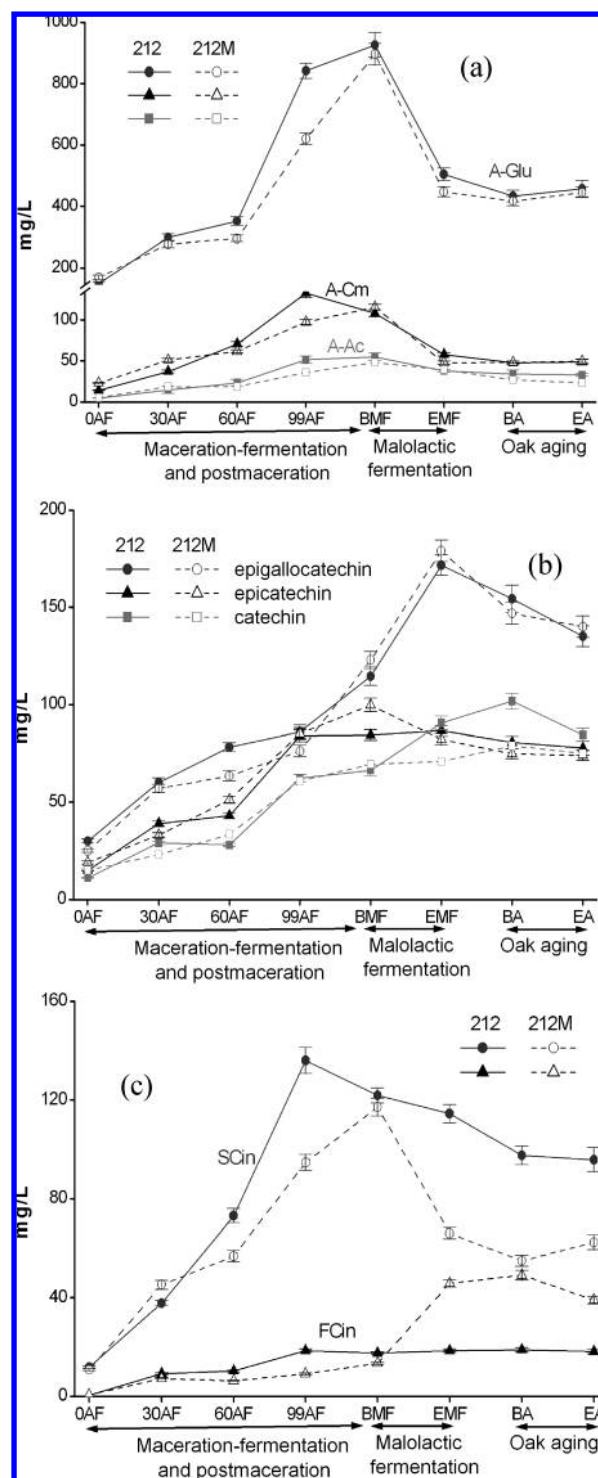 1000
212 212M
(a)
800
600
A-Glu
mg/L
400
200
A-Cm
100
A-Ac
50
0
0AF 30AF 60AF 99AF BMF EMF BA EA
Maceration-fermentation Malolactic Oak aging
and postmaceration fermentation
200
212 212M
epigallocatechin
(b)
epicatechin
150
catechin
mg/L
100
50
0
0AF 30AF 60AF 99AF BMF EMF BA EA
Maceration-fermentation Malolactic Oak aging
and postmaceration fermentation
160
212 212M
(c)
120
SCin
mg/L
80
40
FCin
0
0AF 30AF 60AF 99AF BMF EMF BA EA
Maceration-fermentation Malolactic Oak aging
and postmaceration fermentation